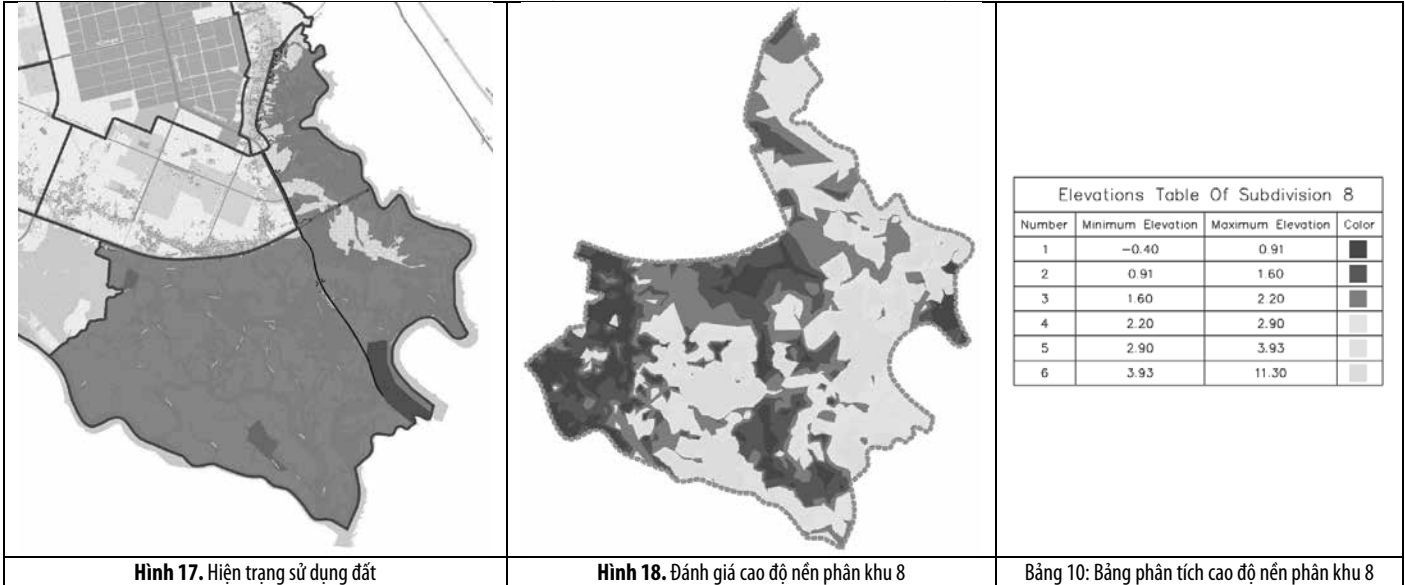 Elevations Table Of Subdivision 8
Number Minimum Elevation Maximum Elevation Color
1 −0.40 0.91
2 0.91 1.60
3 1.60 2.20
4 2.20 2.90
5 2.90 3.93
6 3.93 11.30
Hình 17. Hiện trạng sử dụng đất
Hình 18. Đánh giá cao độ nền phân khu 8
Bảng 10: Bảng phân tích cao độ nền phân khu 8